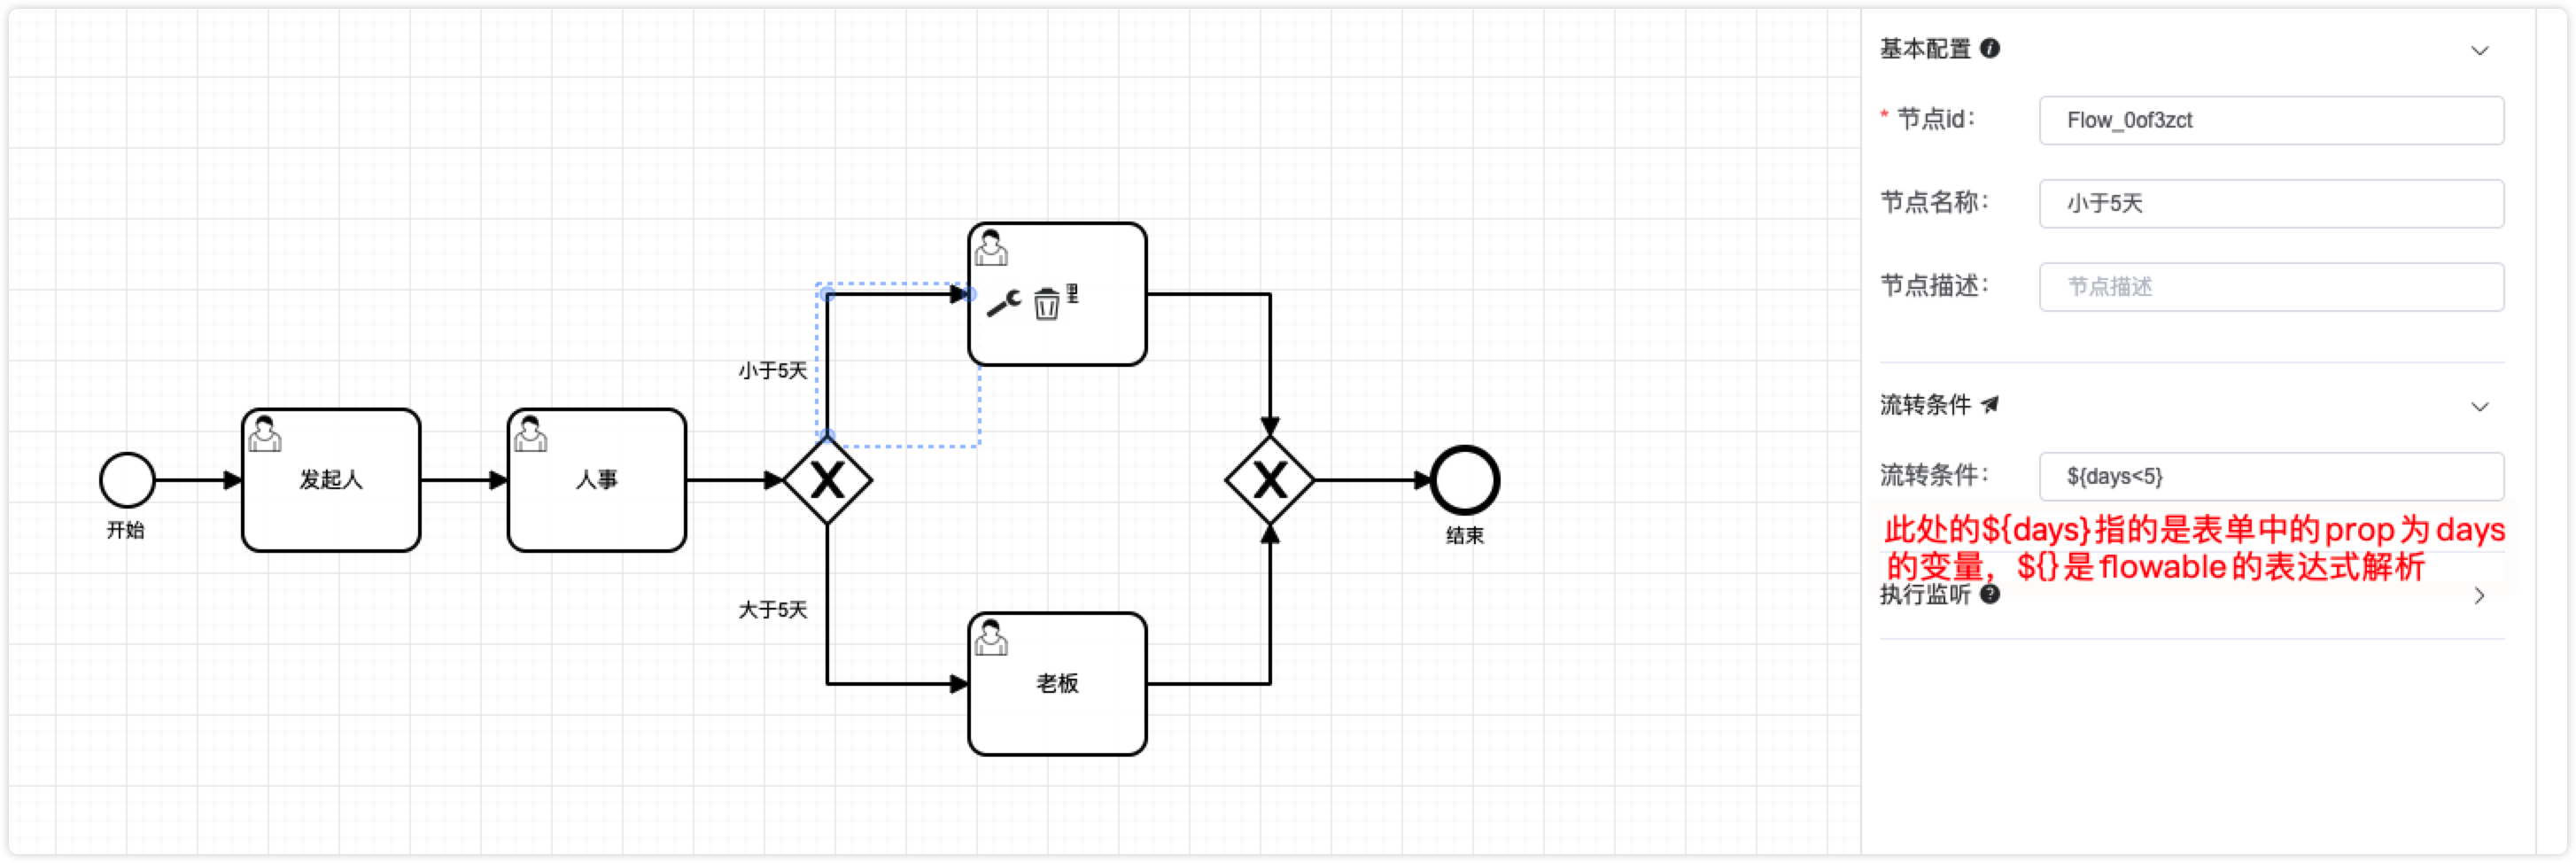 开始
发起人
人事
小于5天
大于5天
理
老板
结束
基本配置
* 节点id：
Flow_0of3zct
节点名称：
小于5天
节点描述：
节点描述
流转条件
流转条件：
${days<5}
此处的${days}指的是表单中的prop为days
的变量，${}是flowable的表达式解析
执行监听